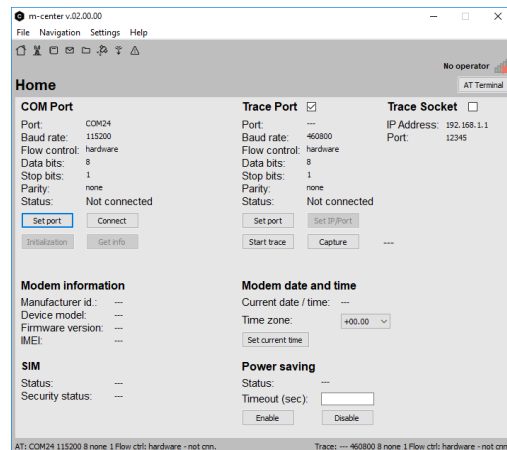 m-center v.02.00.00
File Navigation Settings Help
No operator
Home
AT Terminal
COM Port
Port: COM24
Baud rate: 115200
Flow control: hardware
Data bits: 8
Stop bits: 1
Parity: none
Status: Not connected
Set port Connect
Initialization Get info
Trace Port
Port: ---
Baud rate: 460800
Flow control: hardware
Data bits: 8
Stop bits: 1
Parity: none
Status: Not connected
Set port Set IP/Port
Start trace Capture ---
Trace Socket
IP Address: 192.168.1.1
Port: 12345
Modem information
Manufacturer id.: ---
Device model: ---
Firmware version: ---
IMEI: ---
Modem date and time
Current date / time: ---
Time zone: +00.00
Set current time
SIM
Status: ---
Security status: ---
Power saving
Status: ---
Timeout (sec):
Enable Disable
AT: COM24 115200 8 none 1 Flow ctrl: hardware - not cnn. Trace: --- 460800 8 none 1 Flow ctrl: hardware - not cnn